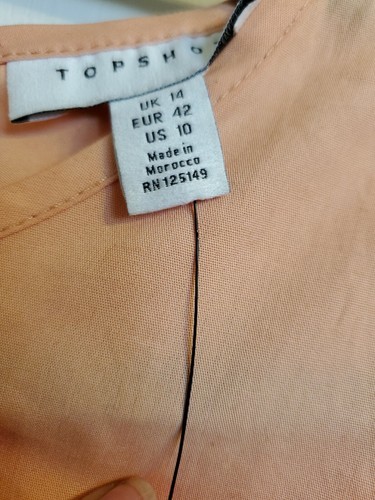 TOPSHO
UK 14
EUR 42
US 10
Made in
Morocco
RN 125149